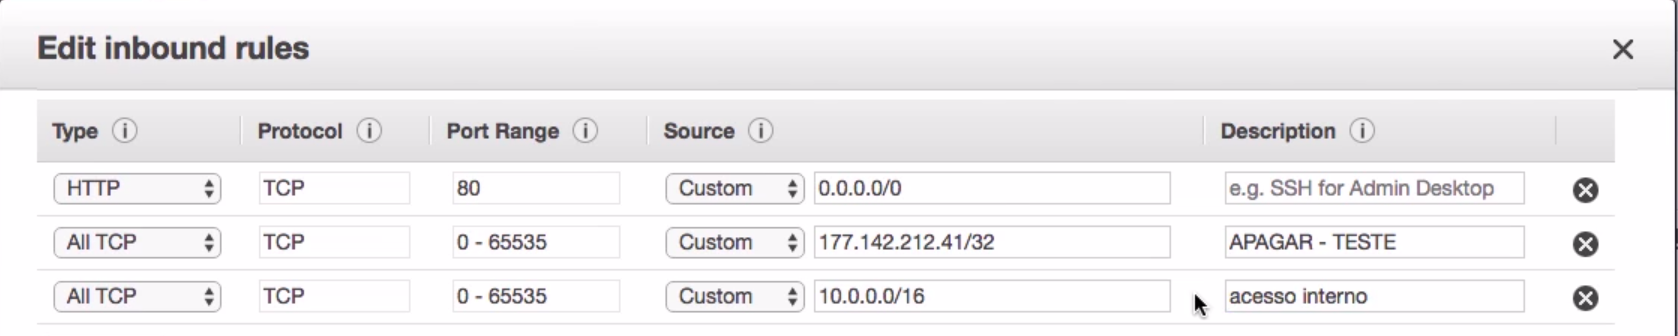 Edit inbound rules
Type Protocol Port Range Source Description
HTTP TCP 80 Custom 0.0.0.0/0 e.g. SSH for Admin Desktop
All TCP TCP 0 - 65535 Custom 177.142.212.41/32 APAGAR - TESTE
All TCP TCP 0 - 65535 Custom 10.0.0.0/16 acesso interno